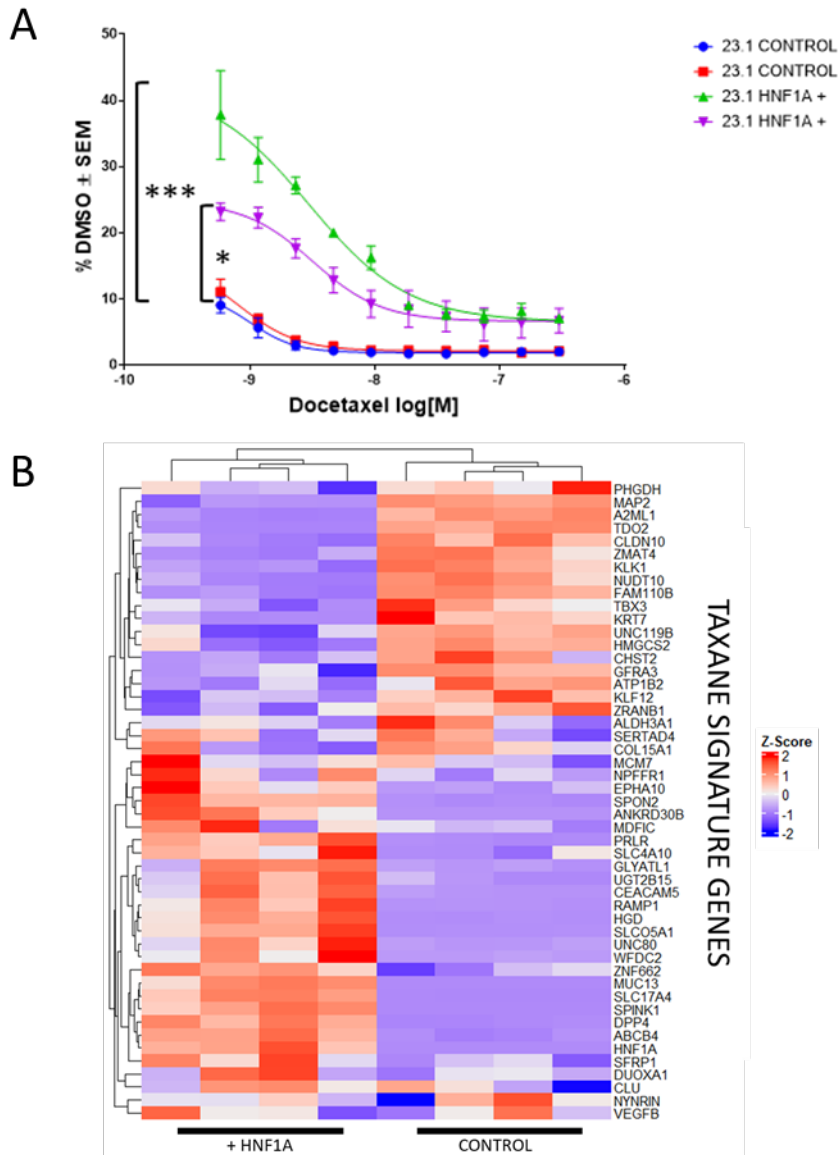 A
50
40
30
20
10
0
% DMSO ± SEM
***
*
-10
-9
-8
-7
-6
Docetaxel log[M]
23.1 CONTROL
23.1 CONTROL
23.1 HNF1A +
23.1 HNF1A +
B
PHGDH
MAP2
A2ML1
TDO2
CLDN10
ZMAT4
KLK1
NUDT10
FAM110B
TBX3
KRT7
UNC119B
HMGCS2
CHST2
GFRA3
ATP1B2
KLF12
ZRANB1
ALDH3A1
SERTAD4
COL15A1
MCM7
NPFFR1
EPHA10
SPON2
ANKRD30B
MDFIC
PRLR
SLC4A10
GLYATL1
UGT2B15
CEACAM5
RAMP1
HGD
SLCO5A1
UNC80
WFDC2
ZNF662
MUC13
SLC17A4
SPINK1
DPP4
ABCB4
HNF1A
SFRP1
DUOXA1
CLU
NYNRIN
VEGFB
TAXANE SIGNATURE GENES
Z-Score
2
1
0
-1
-2
+ HNF1A
CONTROL